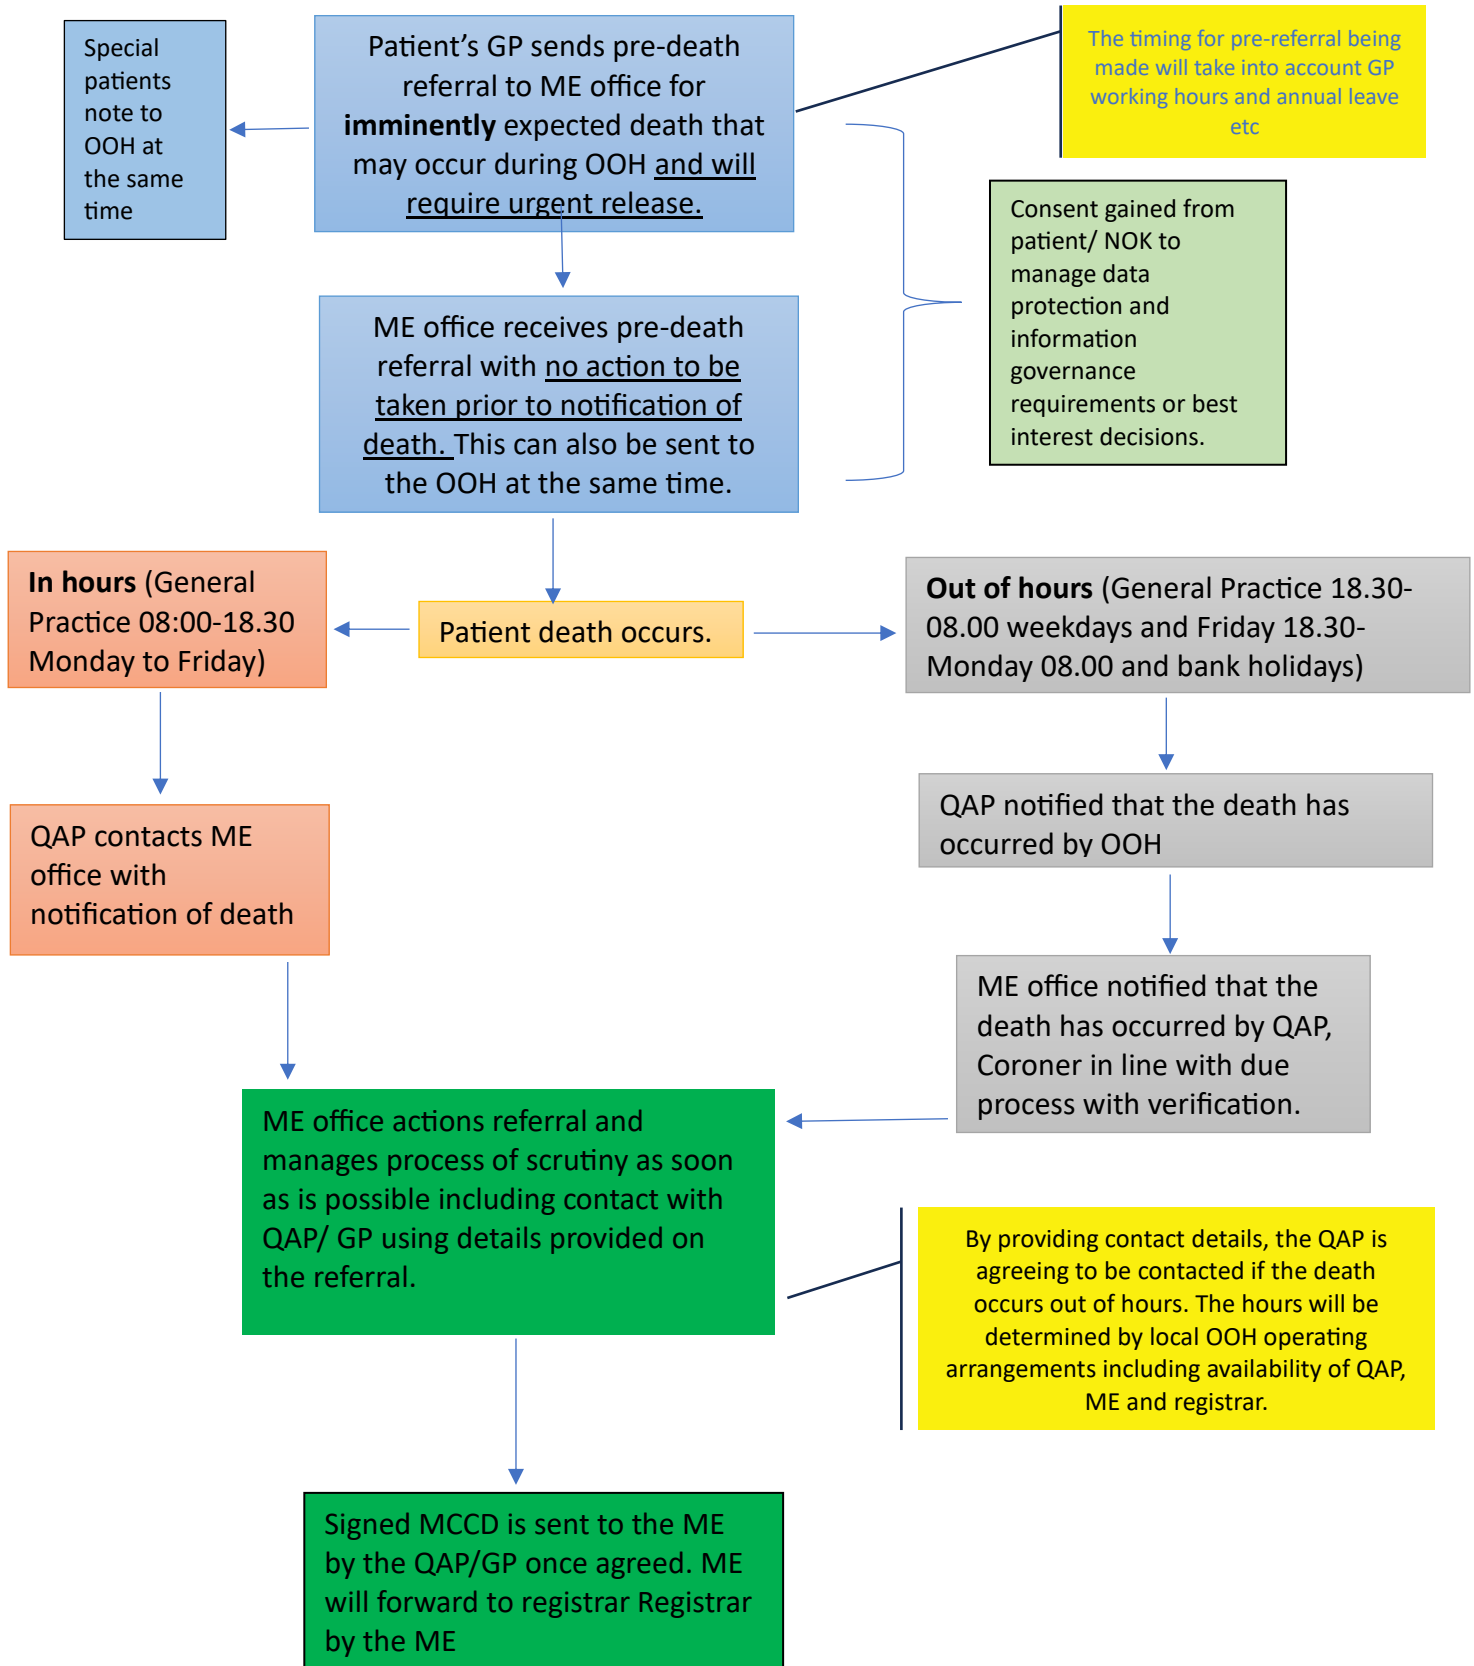 Special
patients
note to
OOH at
the same
time
Patient’s GP sends pre-death
referral to ME office for
imminently expected death that
may occur during OOH and will
require urgent release.
The timing for pre-referral being
made will take into account GP
working hours and annual leave
etc
Consent gained from
patient/ NOK to
manage data
protection and
information
governance
requirements or best
interest decisions.
ME office receives pre-death
referral with no action to be
taken prior to notification of
death. This can also be sent to
the OOH at the same time.
In hours (General
Practice 08:00-18.30
Monday to Friday)
Patient death occurs.
Out of hours (General Practice 18.30-
08.00 weekdays and Friday 18.30-
Monday 08.00 and bank holidays)
QAP contacts ME
office with
notification of death
QAP notified that the death has
occurred by OOH
ME office notified that the
death has occurred by QAP,
Coroner in line with due
process with verification.
ME office actions referral and
manages process of scrutiny as soon
as is possible including contact with
QAP/ GP using details provided on
the referral.
By providing contact details, the QAP is
agreeing to be contacted if the death
occurs out of hours. The hours will be
determined by local OOH operating
arrangements including availability of QAP,
ME and registrar.
Signed MCCD is sent to the ME
by the QAP/GP once agreed. ME
will forward to registrar Registrar
by the ME